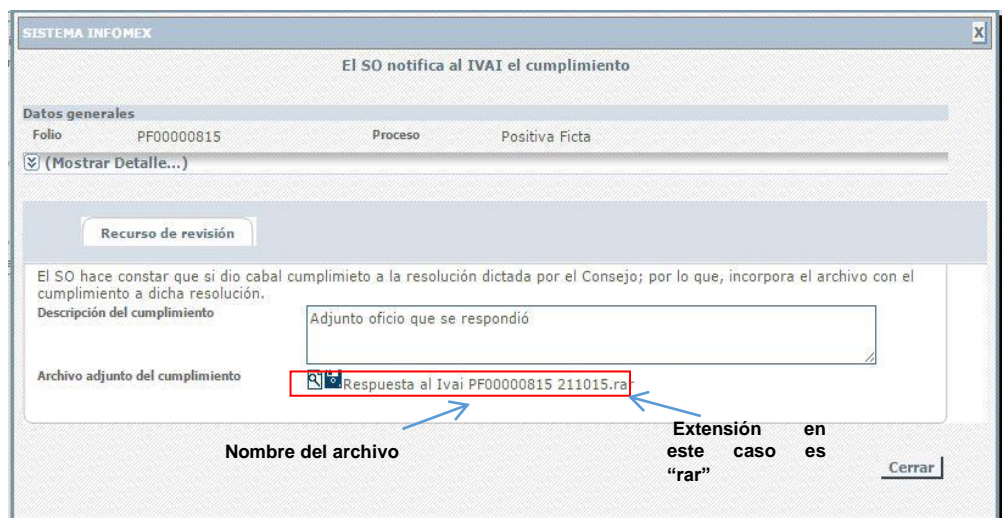 SISTEMA INFOMEX
X
El SO notifica al IVAI el cumplimiento
Datos generales
Folio PF00000815 Proceso Positiva Ficta
(Mostrar Detalle...)
Recurso de revisión
El SO hace constar que si dio cabal cumplimieto a la resolución dictada por el Consejo; por lo que, incorpora el archivo con el
cumplimiento a dicha resolución.
Descripción del cumplimiento
Adjunto oficio que se respondió
Archivo adjunto del cumplimiento
Respuesta al Ivai PF00000815 211015.rar
Nombre del archivo
Extensión en
este caso es
“rar”
Cerrar